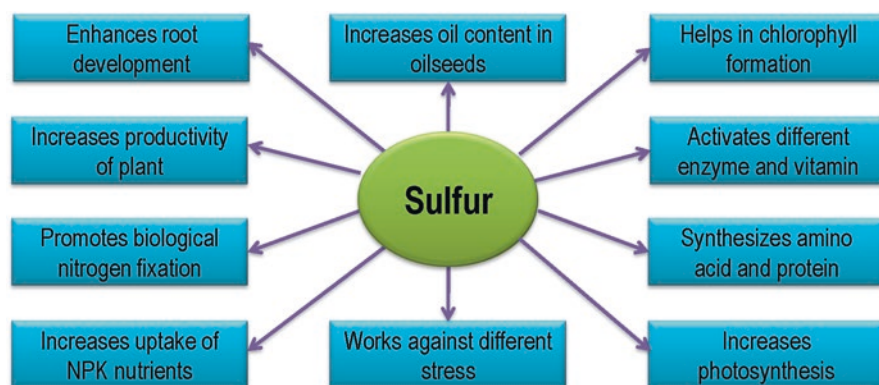 Enhances root
development
Increases oil content in
oilseeds
Helps in chlorophyll
formation
Increases productivity
of plant
Activates different
enzyme and vitamin
Sulfur
Promotes biological
nitrogen fixation
Synthesizes amino
acid and protein
Increases uptake of
NPK nutrients
Works against different
stress
Increases
photosynthesis